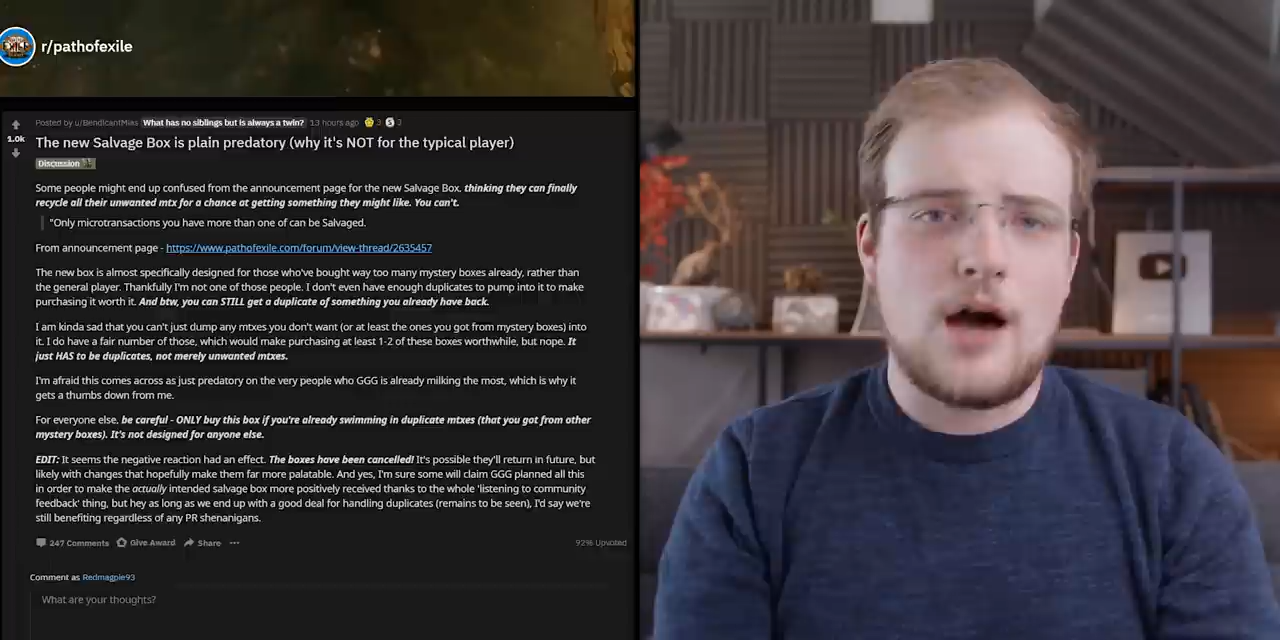 r/pathofexile
Posted by u/BendicantMias What has no siblings but is always a twin? 13 hours ago 3 3
1.0k
The new Salvage Box is plain predatory (why it's NOT for the typical player)
Discussion
Some people might end up confused from the announcement page for the new Salvage Box, thinking they can finally
recycle all their unwanted mtx for a chance at getting something they might like. You can't.
"Only microtransactions you have more than one of can be Salvaged.
From announcement page - https://www.pathofexile.com/forum/view-thread/2635457
The new box is almost specifically designed for those who've bought way too many mystery boxes already, rather than
the general player. Thankfully I'm not one of those people. I don't even have enough duplicates to pump into it to make
purchasing it worth it. And btw, you can STILL get a duplicate of something you already have back.
I am kinda sad that you can't just dump any mtxes you don't want (or at least the ones you got from mystery boxes) into
it. I do have a fair number of those, which would make purchasing at least 1-2 of these boxes worthwhile, but nope. It
just HAS to be duplicates, not merely unwanted mtxes.
I'm afraid this comes across as just predatory on the very people who GGG is already milking the most, which is why it
gets a thumbs down from me.
For everyone else, be careful - ONLY buy this box if you're already swimming in duplicate mtxes (that you got from other
mystery boxes). It's not designed for anyone else.
EDIT: It seems the negative reaction had an effect. The boxes have been cancelled! It's possible they'll return in future, but
likely with changes that hopefully make them far more palatable. And yes, I'm sure some will claim GGG planned all this
in order to make the actually intended salvage box more positively received thanks to the whole 'listening to community
feedback' thing, but hey as long as we end up with a good deal for handling duplicates (remains to be seen), I'd say we're
still benefiting regardless of any PR shenanigans.
247 Comments Give Award Share ••• 92% Upvoted
Comment as Redmagpie93
What are your thoughts?